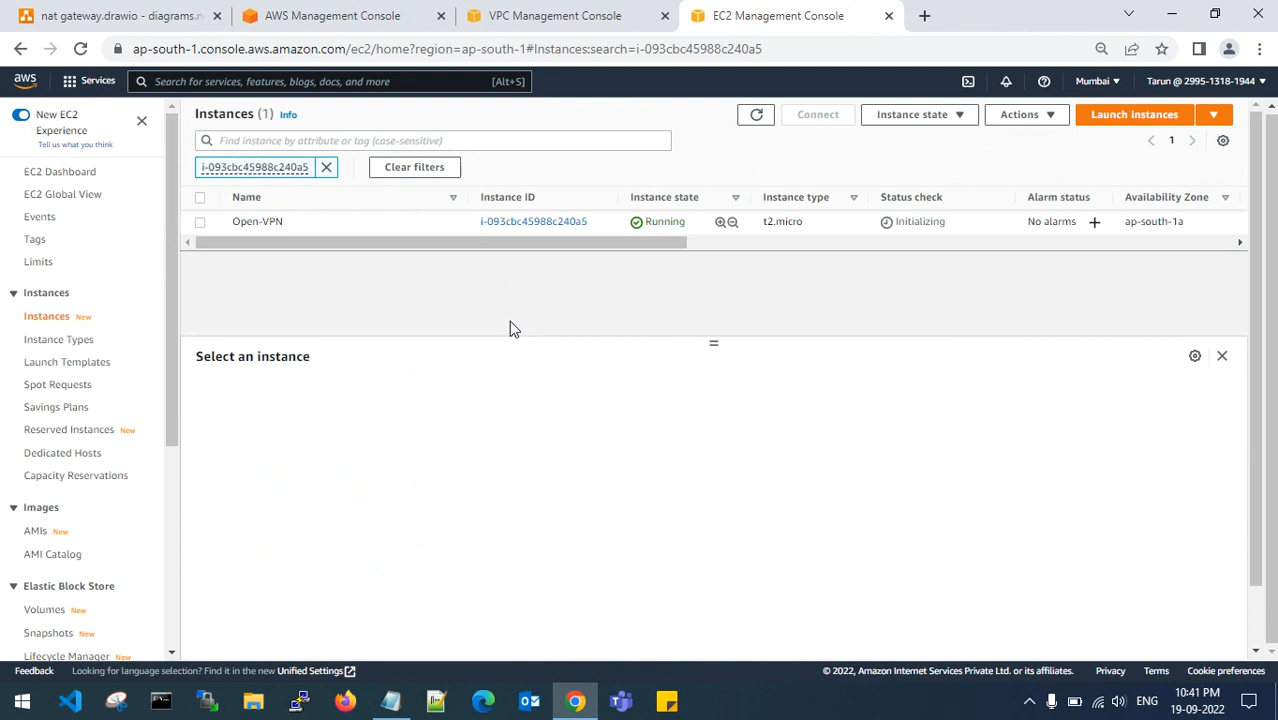 nat gateway.drawio - diagrams.n
AWS Management Console
VPC Management Console
EC2 Management Console
ap-south-1.console.aws.amazon.com/ec2/home?region=ap-south-1#Instances:search=i-093cbc45988c240a5
aws
Services
Search for services, features, blogs, docs, and more
[Alt+S]
Mumbai
Tarun @ 2995-1318-1944
New EC2
Experience
Tell us what you think
EC2 Dashboard
EC2 Global View
Events
Tags
Limits
Instances
Instances New
Instance Types
Launch Templates
Spot Requests
Savings Plans
Reserved Instances New
Dedicated Hosts
Capacity Reservations
Images
AMIs New
AMI Catalog
Elastic Block Store
Volumes New
Snapshots New
Lifecycle Manager New
Instances (1) Info
Connect
Instance state
Actions
Launch instances
Find instance by attribute or tag (case-sensitive)
1
i-093cbc45988c240a5
Clear filters
Name Instance ID Instance state Instance type Status check Alarm status Availability Zone
Open-VPN i-093cbc45988c240a5 Running t2.micro Initializing No alarms + ap-south-1a
Select an instance
Feedback
Looking for language selection? Find it in the new Unified Settings
© 2022, Amazon Internet Services Private Ltd. or its affiliates.
Privacy
Terms
Cookie preferences
ENG
10:41 PM
19-09-2022